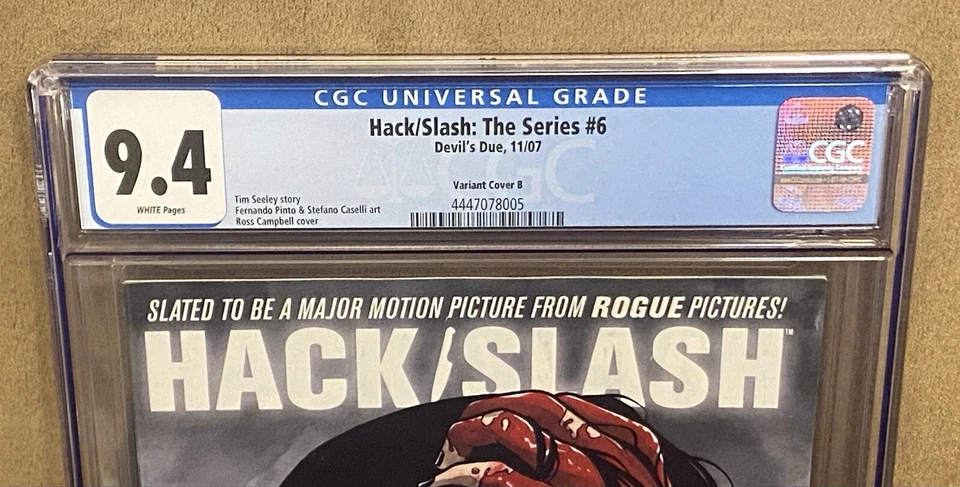 CGC UNIVERSAL GRADE
9.4
WHITE Pages
Hack/Slash: The Series #6
Devil's Due, 11/07
Variant Cover B
4447078005
Tim Seeley story
Fernando Pinto & Stefano Caselli art
Ross Campbell cover
CGC
CGC
SLATED TO BE A MAJOR MOTION PICTURE FROM ROGUE PICTURES!
HACK/SLASH™